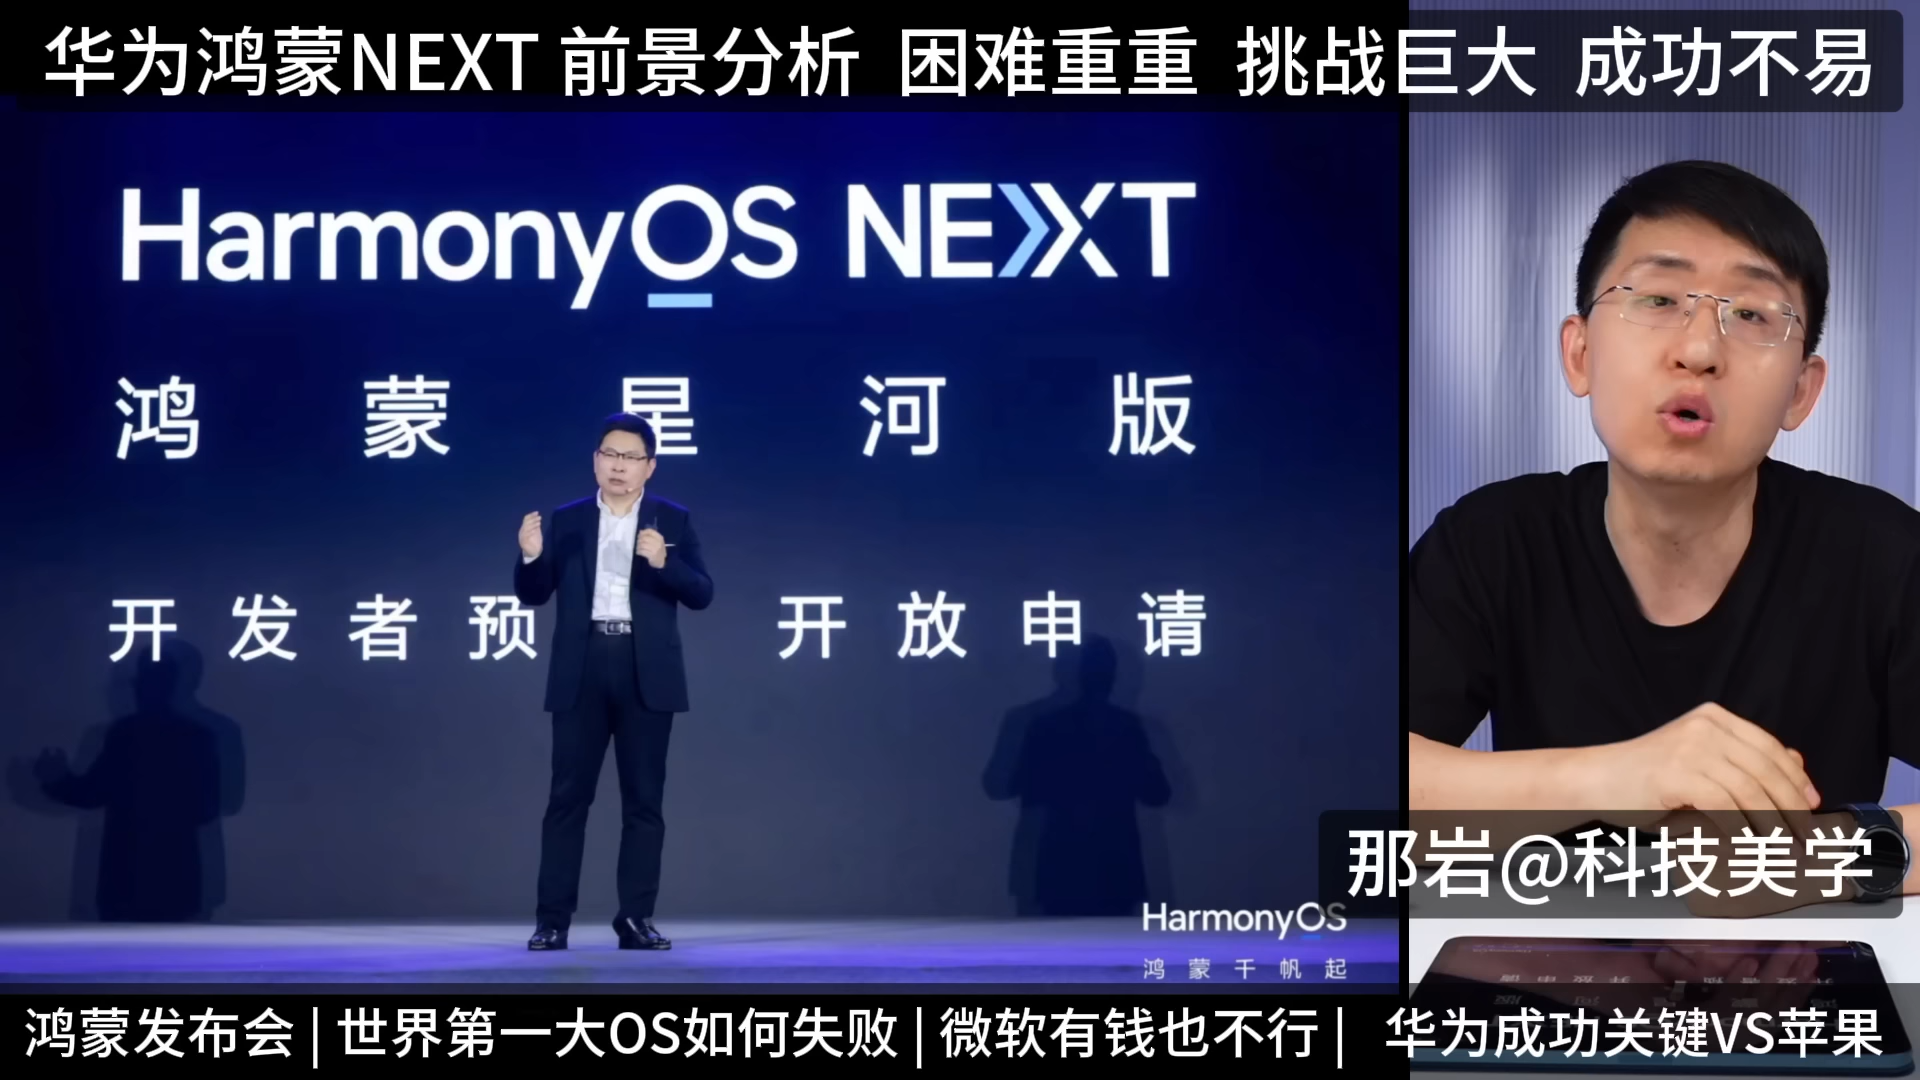 华为鸿蒙NEXT 前景分析 困难重重 挑战巨大 成功不易
HarmonyOS NEXT
鸿蒙星河版
开发者预 开放申请
那岩@科技美学
HarmonyOS
鸿蒙千帆起
鸿蒙发布会 | 世界第一大OS如何失败 | 微软有钱也不行 | 华为成功关键VS苹果